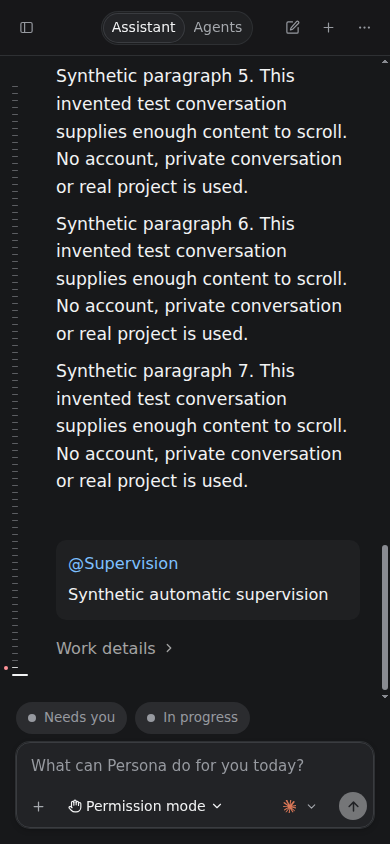 Assistant
Agents
Synthetic paragraph 5. This
invented test conversation
supplies enough content to scroll.
No account, private conversation
or real project is used.
Synthetic paragraph 6. This
invented test conversation
supplies enough content to scroll.
No account, private conversation
or real project is used.
Synthetic paragraph 7. This
invented test conversation
supplies enough content to scroll.
No account, private conversation
or real project is used.
@Supervision
Synthetic automatic supervision
Work details
Needs you
In progress
What can Persona do for you today?
Permission mode